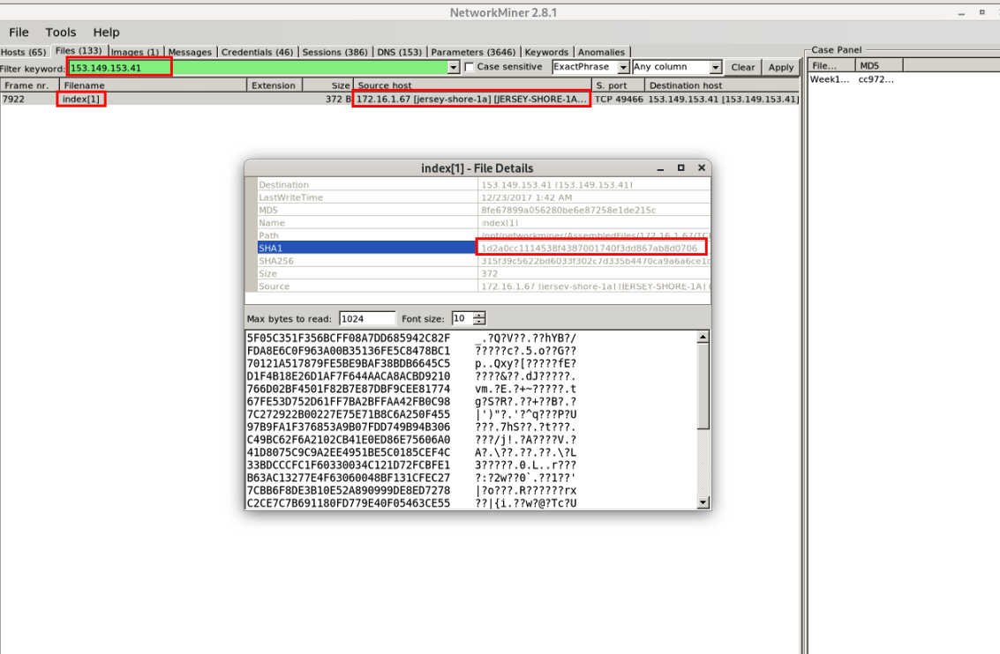 NetworkMiner 2.8.1
File Tools Help
Hosts (65) Files (133) Images (1) Messages Credentials (46) Sessions (386) DNS (153) Parameters (3646) Keywords Anomalies
Filter keyword: 153.149.153.41 Case sensitive ExactPhrase Any column Clear Apply
Frame nr. Filename Extension Size Source host S. port Destination host
7922 index[1] 372 B 172.16.1.67 [jersey-shore-1a] [JERSEY-SHORE-1A... TCP 49466 153.149.153.41 [153.149.153.41]
Case Panel
File... MD5
Week1... cc972...
index[1] - File Details
Destination 153.149.153.41 [153.149.153.41]
LastWriteTime 12/23/2017 1:42 AM
MD5 8fe67899a056280be6e87258e1de215c
Name index[1]
Path /opt/networkminer/AssembledFiles/172.16.1.67/TCP
SHA1 1d2a0cc1114538f4387001740f3dd867ab8d0706
SHA256 315f39c5622bd6033f302c7d335b4470ca9a6a6ce1c
Size 372
Source 172.16.1.67 [jersey-shore-1a] [JERSEY-SHORE-1A] (
Max bytes to read: 1024 Font size: 10
5F05C351F356BCFF08A7DD685942C82F _.?Q?V??.??hYB?/
FDA8E6C0F963A00B35136FE5C8478BC1 ?????c?.5.o??G??
70121A517879FE5BE9BAF38BDB6645C5 p..Qxy?[?????fE?
D1F4B18E26D1AF7F644AACA8ACBD9210 ????&??.dJ?????.
766D02BF4501F82B7E87DBF9CEE81774 vm.?E.?+~?????.t
67FE53D752D61FF7BA2BFFAA42FB0C98 g?S?R?.??+??B?.?
7C272922B00227E75E71B8C6A250F455 |')"?.'?^q???P?U
97B9FA1F376853A9B07FDD749B94B306 ???.7hS??.?t???.
C49BC62F6A2102CB41E0ED86E75606A0 ???/j!.?A????V.?
41D8075C9C9A2EE4951BE5C0185CEF4C A?.\??.??.??.\?L
33BDCCCFC1F60330034C121D72FCBFE1 3?????.0.L..r???
B63AC13277E4F63060048BF131CFEC27 ?:?2w??0`.??1??'
7CBB6F8DE3B10E52A890999DE8ED7278 |?o???.R??????rx
C2CE7C7B691180FD779E40F05463CE55 ??|{i.??w?@?Tc?U